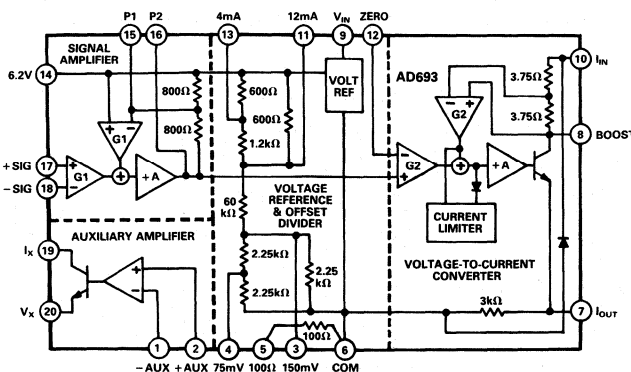 P1 P2 4mA 12mA VIN ZERO
15 16 13 11 9 12
SIGNAL
AMPLIFIER
6.2V 14
800Ω
800Ω
600Ω
600Ω
1.2kΩ
VOLT
REF
AD693
10 IIN
3.75Ω
3.75Ω
8 BOOST
− +
G2
+ −
G1
+SIG 17
−SIG 18
+
−
G1
+
+A
−
+
G2
+
+A
CURRENT
LIMITER
60
kΩ
VOLTAGE
REFERENCE
& OFFSET
DIVIDER
AUXILIARY AMPLIFIER
IX
19
+
−
VX
20
2.25kΩ
2.25kΩ
2.25
kΩ
VOLTAGE-TO-CURRENT
CONVERTER
3kΩ
7 IOUT
100Ω
1 2 4 5 3 6
−AUX +AUX 75mV 100Ω 150mV COM